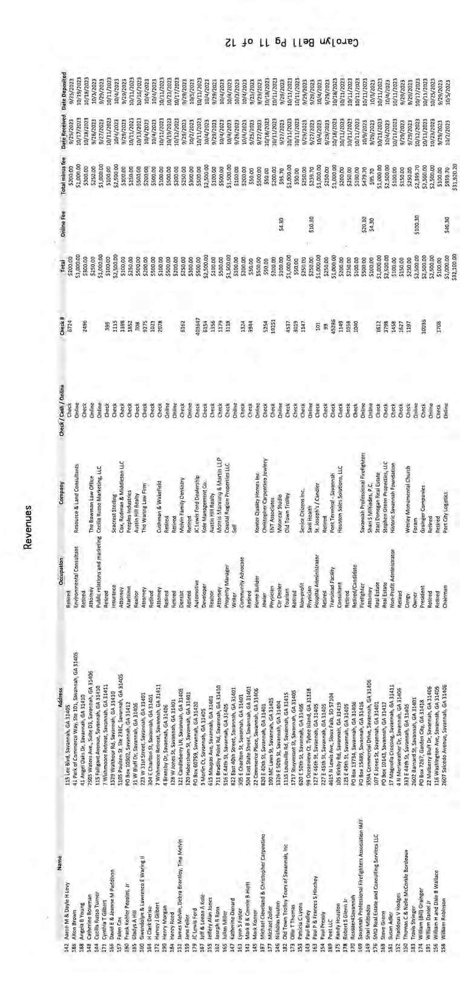 Carolyn Bell Pg 11 of 12
Revenues
Name Address Occupation Company Check / Cash / Online Check # Total Online Fee Total minus fee Date Received Date Deposited
142 Aaron M & Dayle H Levy 115 Lee Blvd, Savannah, GA 31405 Retired Check 6724 $200.00 $200.00 9/25/2023 9/25/2023
186 Alton Brown 41 Park of Commerce Way, Ste 101, Savannah, GA 31405 Environmental Consultant Resource & Land Consultants Online $1,000.00 $1,000.00 10/17/2023 10/19/2023
188 Angela B Young 41 Angel Oaks Dr, Savannah, GA 31410 Retired Check 2496 $300.00 $300.00 10/18/2023 10/18/2023
148 Catherine Bowman 7505 Waters Ave., Suite D3, Savannah, GA 31406 Attorney The Bowman Law Office Online $250.00 $250.00 9/28/2023 10/3/2023
144 Cecilia Russo Turner 115 Falligant Avenue, Savannah, GA 31410 Public relations and marketing Cecilia Russo Marketing, LLC Online $1,000.00 $1,000.00 9/27/2023 9/29/2023
171 Cynthia T Gilbert 7 Wishmoore Retreat, Savannah, GA 31411 Retired Check 399 $100.00 $100.00 10/11/2023 10/11/2023
166 David E & Jeanne M Paddison 1529 Walthour Rd, Savannah, GA 31410 Insurance Seacrest Sterling Check 1115 $2,500.00 $2,500.00 10/4/2023 10/4/2023
157 Falen Cox 5105 Paulsen St, Ste 236C, Savannah, GA 31405 Attorney Cox, Rodman & Middleton LLC Check 1398 $100.00 $100.00 9/29/2023 9/29/2023
180 Frank Kohler Peeples, Jr PO Box 10502, Savannah, GA 31412 Maritime Peeples Industries Check 1852 $250.00 $250.00 10/11/2023 10/11/2023
185 Gladys A Hill 31 W Bluff Dr, Savannah, GA 31406 Realtor Austin Hill Realty Check 308 $500.00 $500.00 10/13/2023 10/16/2023
160 Gwendolyn & Lawrence E Waring II 223 W 31st Street, Savannah, GA 31401 Attorney The Waring Law Firm Check 9275 $200.00 $200.00 10/4/2023 10/4/2023
164 H Clark Deriso 304 E Charlton St, Savannah, GA 31401 Retired Check 1021 $500.00 $500.00 10/4/2023 10/4/2023
172 Harvey J Gilbert 7 Wishmoore Retreat, Savannah, GA 31411 Attorney Cushman & Wakefield Check 2078 $100.00 $100.00 10/11/2023 10/11/2023
190 Henry Morgan 4 Bransby Dr, Savannah, GA 31406 Retired Retired Online $500.00 $500.00 10/19/2023 10/23/2023
184 Henry Reed 128 W Jones St, Savannah, GA 31401 Retired Retired Online $200.00 $200.00 10/12/2023 10/17/2023
151 James Melvin, Debra Brantley, Tina Melvin 121 Candleberry LN, Savannah, GA 31405 Dentist Melvin Family Dentistry Check 6162 $250.00 $250.00 9/29/2023 9/29/2023
159 Jane Feiler 120 Habersham St, Savannah, GA 31401 Retired Retired Online $300.00 $300.00 10/2/2023 10/5/2023
179 JC Lewis Ford PO Box 60759, Savannah, GA 31420 Automotive JC Lewis Ford Dealership Check 403647 $500.00 $500.00 10/11/2023 10/11/2023
167 Jeff & Leean A Kole 3 Merlin Ct, Savannah, GA 31405 Developer Kole Management Co. Check 6154 $2,500.00 $2,500.00 10/4/2023 10/4/2023
155 Jeffery Alan Jones 615 Maupas Ave, Savannah, GA 31401 Realtor Austin Hill Realty Check 1356 $100.00 $100.00 9/29/2023 9/29/2023
162 Joseph R Ross 711 Bradley Point Rd, Savannah, GA 31410 Attorney Morris Manning & Martin LLP Check 1179 $500.00 $500.00 10/4/2023 10/4/2023
165 Julian Miller 516 E 44th St, Savannah, GA 31405 Property Manager Coastal Region Properties LLC Check 3118 $1,500.00 $1,500.00 10/4/2023 10/4/2023
147 Katherine Oxnard 822 East 40th Street, Savannah, GA 31401 Writer Self Online $100.00 $100.00 9/26/2023 10/3/2023
161 Lynn S Foster 305 E Charlton St, Savannah, GA 31401 Community Advocate Check 1324 $200.00 $200.00 10/4/2023 10/4/2023
141 Mark B & Connie B Hiott 504 East State Street, Savannah, GA 31401 Retired Check 3944 $50.00 $50.00 9/25/2023 9/25/2023
145 Mark Konter 22 Commerce Place, Savannah, GA 31406 Home Builder Konter Quality Homes Inc Online $500.00 $500.00 9/27/2023 9/29/2023
187 Michael Cleveland & Christopher Carpentino 820 E 40th St, Savannah, GA 31401 Jewler Christopher Carpentino Jewlery Check 5254 $50.00 $50.00 10/18/2023 10/18/2023
177 Michael Zoller 100 MC Laws St, Savannah, GA 31405 Physician ENT Associates Check 19251 $200.00 $200.00 10/11/2023 10/11/2023
146 Nickolas Huston 1326 E 50th St, Savannah, GA 31404 Car Dealer Motorcar Studio Online $100.00 $4.30 $95.70 9/27/2023 9/29/2023
182 Old Town Trolley Tours of Savannah, Inc 1115 Louisville Rd, Savannah, GA 31415 Tourism Old Town Trolley Check 4537 $1,000.00 $1,000.00 10/11/2023 10/11/2023
173 Ollie T Thomas 1717 Stuyvessant St, Savannah, GA 31405 Retired Check 3019 $50.00 $50.00 10/11/2023 10/11/2023
153 Patricia C Lyons 620 E 50 St, Savannah, GA 31405 Non-profit Senior Citizens Inc. Check 1147 $250.00 $250.00 9/29/2023 9/29/2023
143 Paul Bradley 98 Oceanview Ct, Tybee Island, GA 31328 Physician Savii Health Online $250.00 $10.30 $239.70 9/27/2023 9/29/2023
163 Paul P & Frances S Hinchey 127 E 46th St, Savannah, GA 31405 Hospital Administrator St. Joseph's / Candler Check 101 $1,000.00 $1,000.00 10/4/2023 10/4/2023
154 Paul Pressly 227 E 45th St, Savannah, GA 31405 Retired Retired Check 99 $250.00 $250.00 9/29/2023 9/29/2023
189 Peel LLC 4615 N Lewis Ave, Sioux Falls, SD 57104 Transload Facility Peel Terminal - Savannah Check 45286 $1,000.00 $1,000.00 10/18/2023 10/18/2023
175 Randy Houston 105 Kirkby Rd, Savannah, GA 31419 Consultant Houston Sales Solutions, LLC Check 1149 $200.00 $200.00 10/11/2023 10/11/2023
178 Robert S Glenn Jr 125 E 49th St, Savannah, GA 31405 Retired Check 1038 $250.00 $250.00 10/11/2023 10/11/2023
170 Rossiter4Savannah PO Box 13734, Savannah, GA 31406 Retired/Candidate Check 1040 $100.00 $100.00 10/11/2023 10/11/2023
169 Savannah Professional Firefighters Association IAFF PO Box 15489, Savannah, GA 31416 Firefighter Savannah Professional Firefighters Online $500.00 $20.30 $479.70 10/9/2023 10/11/2023
149 Shari Miltiades 359A Commercial Drive, Savannah, GA 31406 Attorney Shari S Miltiades, P.C. Online $100.00 $4.30 $95.70 9/29/2023 10/3/2023
176 SMD Real Estate and Consulting Services LLC 107 E Jones St, Savannah, GA 31401 Real Estate Staci Donegan Real Estate Check 1612 $1,000.00 $1,000.00 10/11/2023 10/11/2023
168 Steve Green PO Box 10143, Savannah, GA 31412 Real Estate Stephen Green Properties, LLC Check 3798 $2,500.00 $2,500.00 10/4/2023 10/4/2023
181 Susan Adler 17 Magnolia Crossing, Savannah, GA 31411 Non-Profit Administrator Historic Savannah Foundation Check 1458 $100.00 $100.00 10/11/2023 10/11/2023
152 Thaddeus V Hodges 4 N Meriweather Dr, Savannah, GA 31406 Retired Check 1627 $150.00 $150.00 9/29/2023 9/29/2023
150 Thomas C & Nelle McCorkle Bordeaux 333 E 44th St, Savannah, GA 31405 Clergy Wesley Monumental Church Check 1197 $250.00 $250.00 9/29/2023 9/29/2023
183 Travis Stringer 2602 Barnard St, Savannah, GA 31401 Owner Foram Online $2,500.00 $100.30 $2,399.70 10/12/2023 10/17/2023
174 William (Bill) Grainger PO Box 7267, Garden City, GA 31418 President Grainger Companies Check 10036 $2,500.00 $2,500.00 10/11/2023 10/11/2023
191 William Daniel Jr 22 Mulberry Bluff Dr, Savannah, GA 31406 Retired Retired Online $2,500.00 $2,500.00 10/23/2023 10/25/2023
156 William H and Dale B Wallace 116 Washington Ave, Savannah, GA 31405 Retired Retired Check 1708 $100.00 $100.00 9/29/2023 9/29/2023
158 William Robinson 2607 Salcedo Avenue, Savannah, GA 31406 Chairman Port City Logistics Online $1,000.00 $40.30 $959.70 10/2/2023 10/5/2023
$32,100.00 $31,920.20